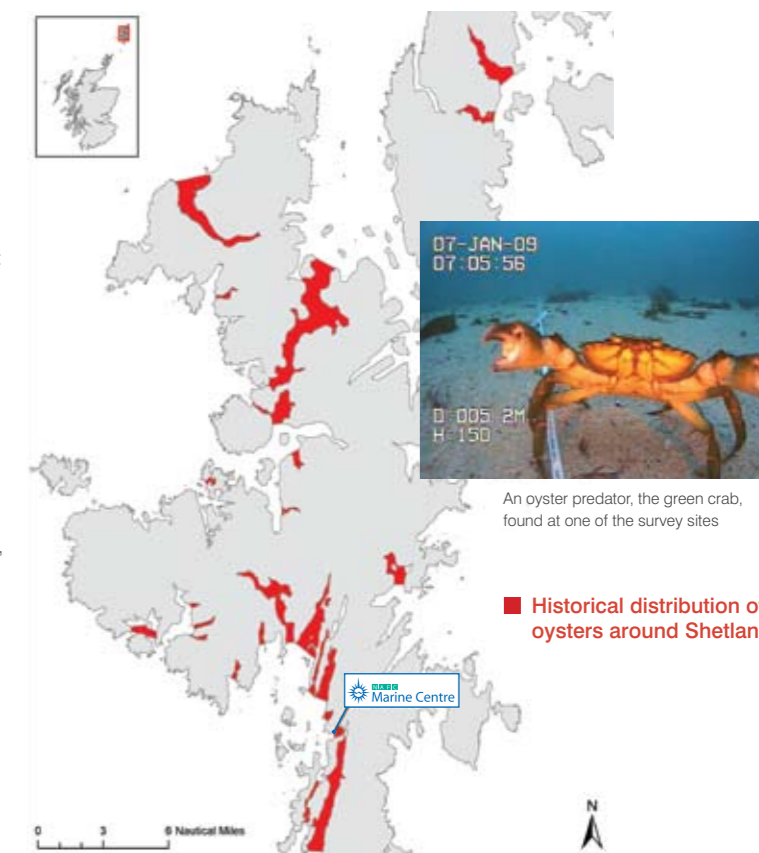 07-JAN-09
07:05:56
D 005.2M
H 150
An oyster predator, the green crab,
found at one of the survey sites
Historical distribution o
oysters around Shetlan
NAFC
Marine Centre
0 3 6 Nautical Miles
N